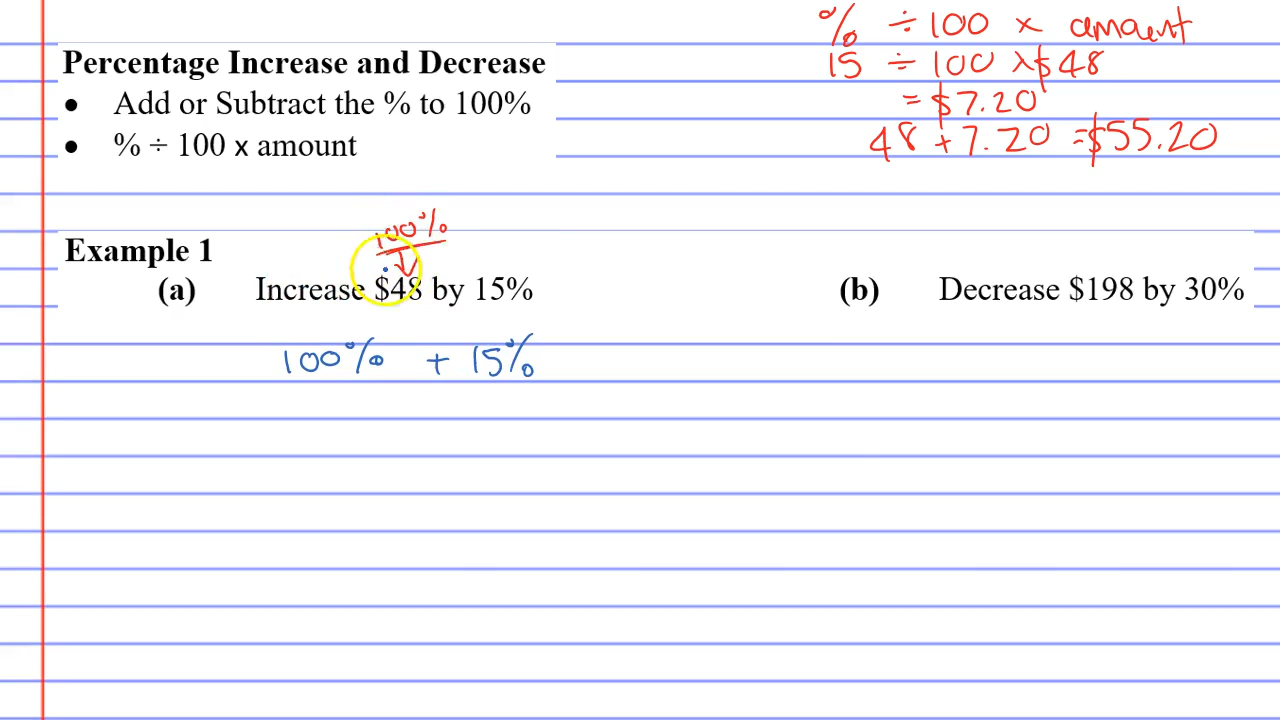 % ÷ 100 x amount
15 ÷ 100 x $48
= $7.20
48 + 7.20 = $55.20
Percentage Increase and Decrease
• Add or Subtract the % to 100%
• % ÷ 100 x amount
Example 1
100%
(a) Increase $48 by 15%
(b) Decrease $198 by 30%
100% + 15%